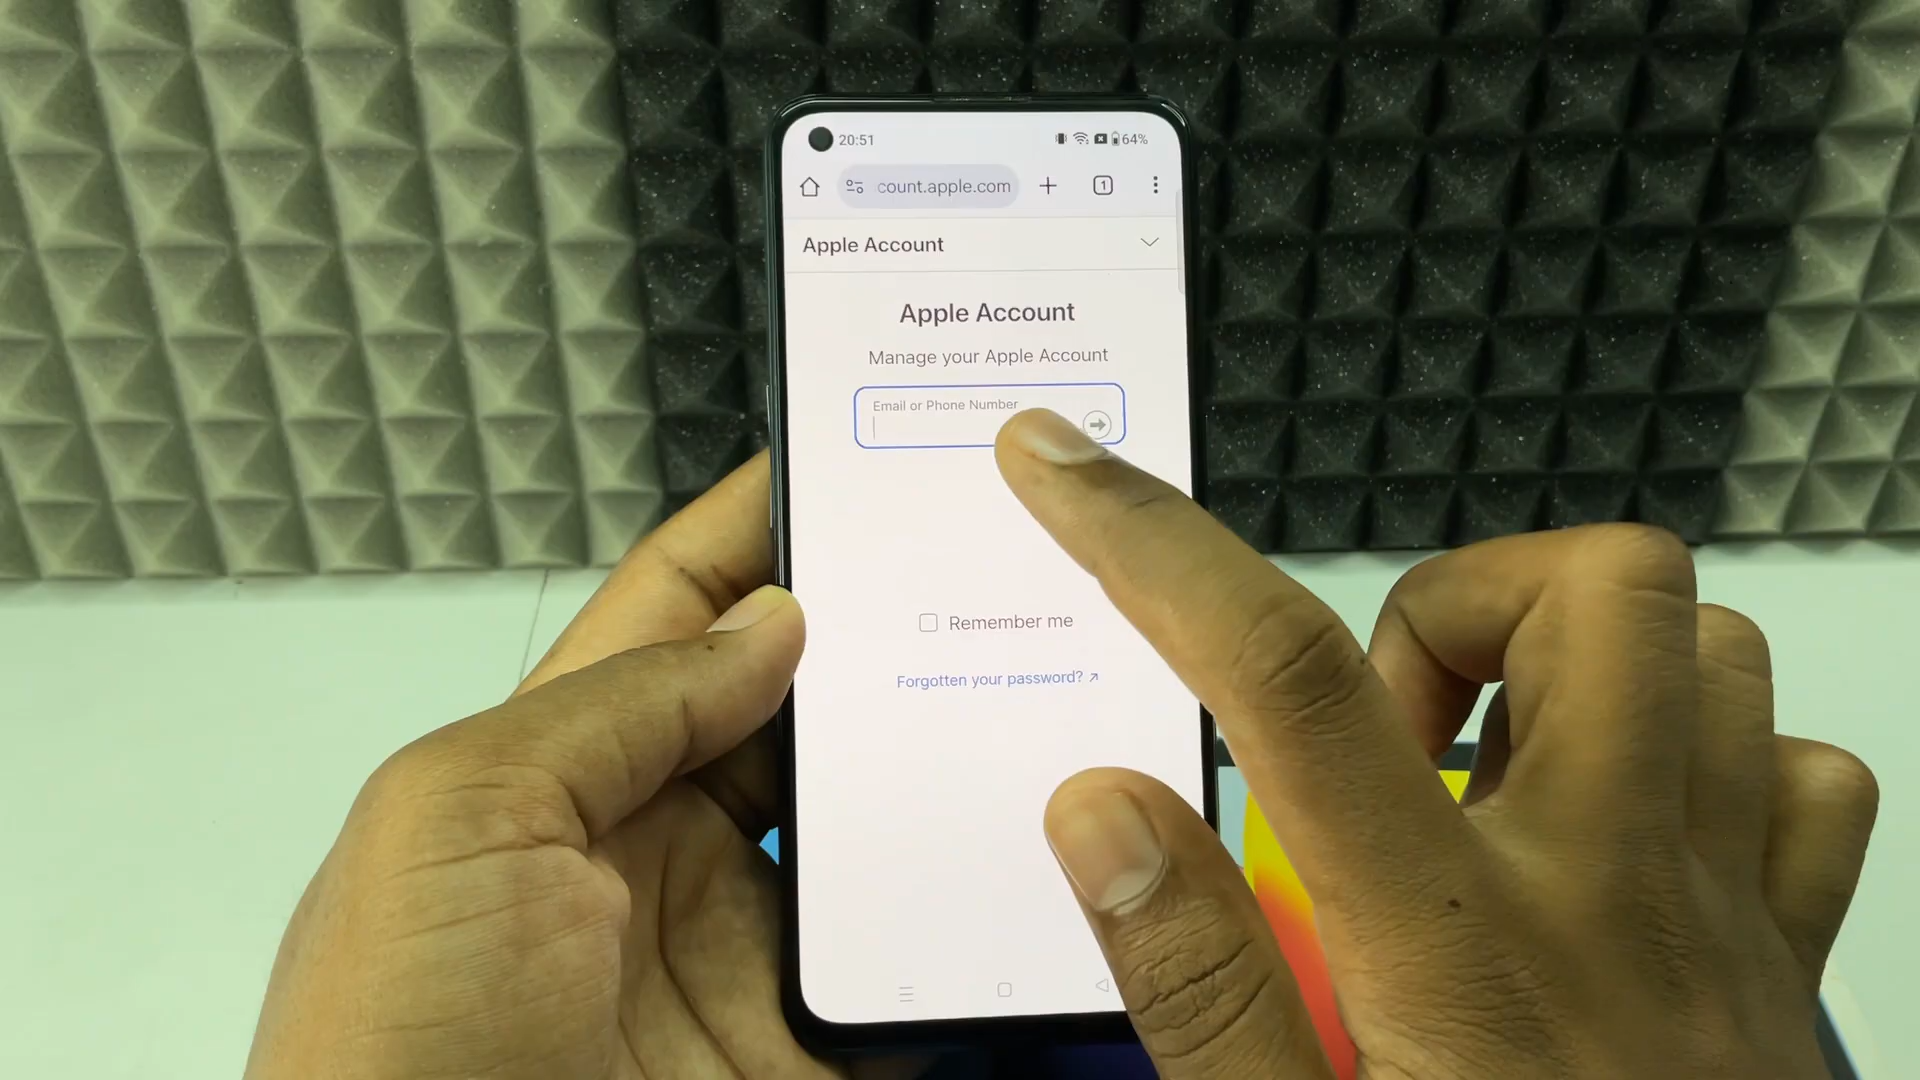 20:51
64%
count.apple.com
1
Apple Account
Apple Account
Manage your Apple Account
Email or Phone Number
Remember me
Forgotten your password? ↗